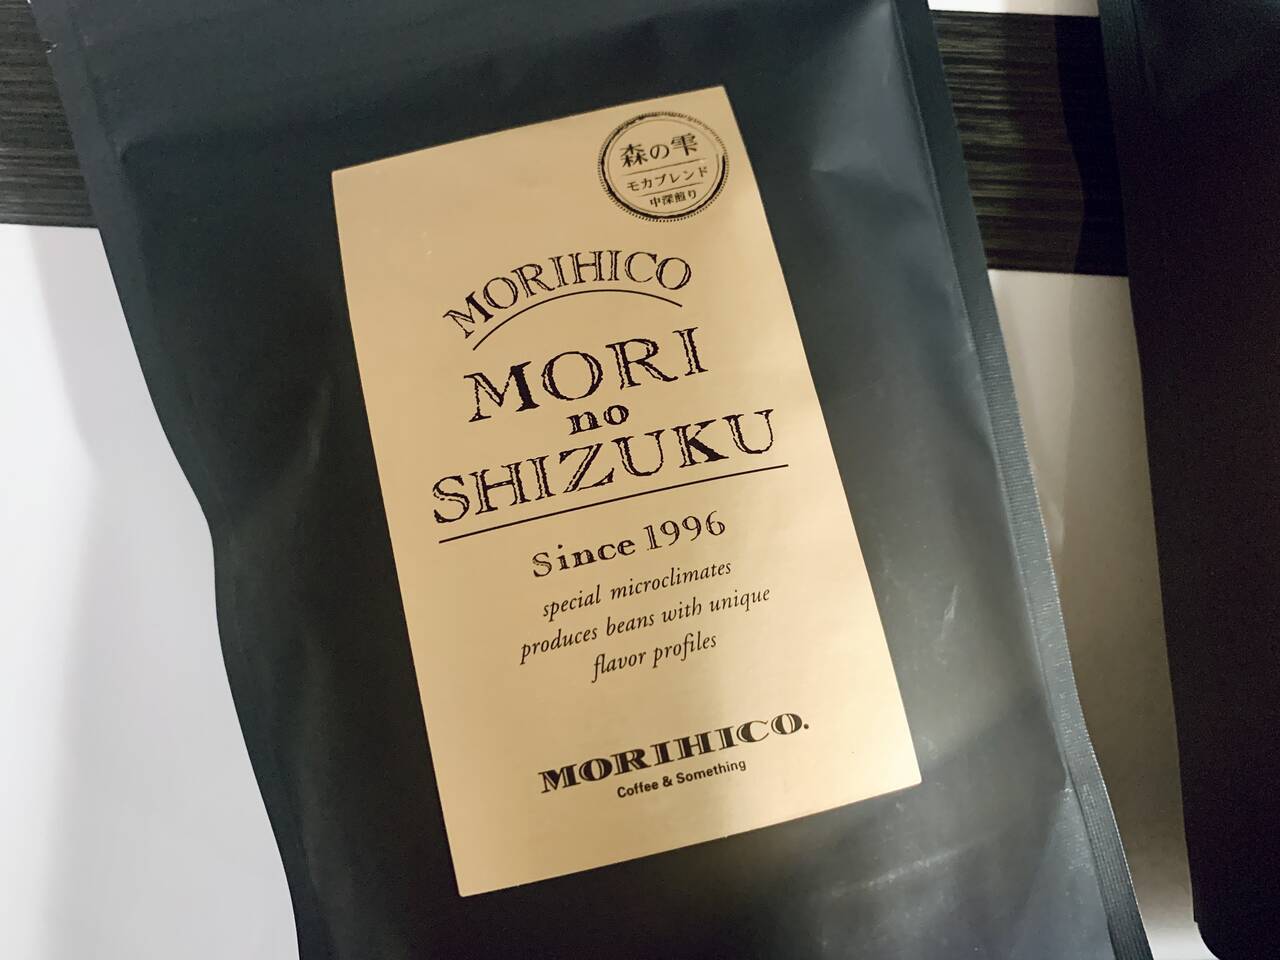 森の雫
モカブレンド
中深煎り
MORIHICO
MORI
no
SHIZUKU
Since 1996
special microclimates
produces beans with unique
flavor profiles
MORIHICO.
Coffee & Something